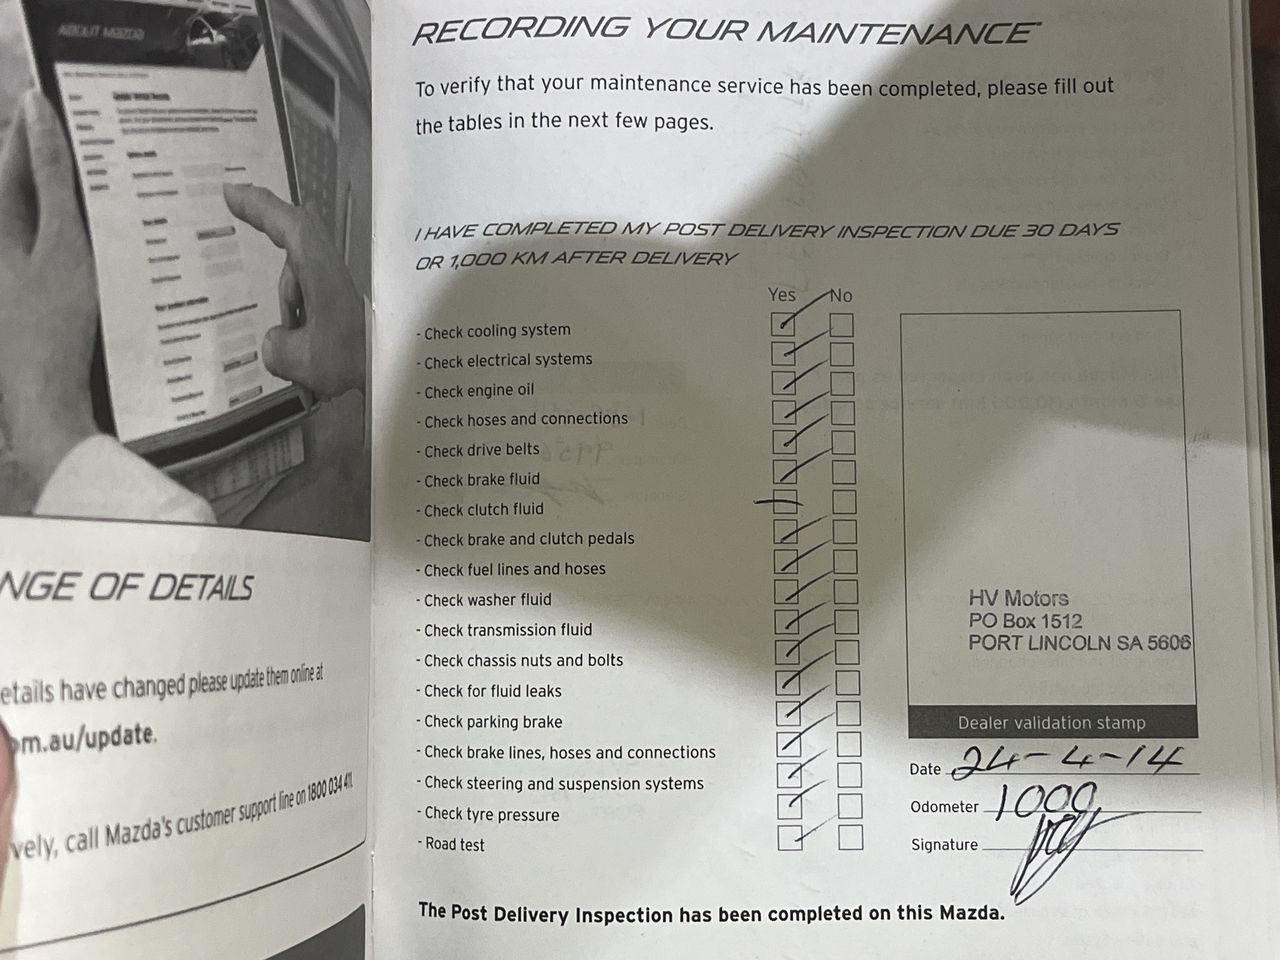 ABOUT MAZDA
NGE OF DETAILS
etails have changed please update them online at
om.au/update.
vely, call Mazda's customer support line on 1800 034 411.
RECORDING YOUR MAINTENANCE
To verify that your maintenance service has been completed, please fill out
the tables in the next few pages.
I HAVE COMPLETED MY POST DELIVERY INSPECTION DUE 30 DAYS
OR 1,000 KM AFTER DELIVERY
Yes No
- Check cooling system
- Check electrical systems
- Check engine oil
- Check hoses and connections
- Check drive belts
- Check brake fluid
- Check clutch fluid
- Check brake and clutch pedals
- Check fuel lines and hoses
- Check washer fluid
- Check transmission fluid
- Check chassis nuts and bolts
- Check for fluid leaks
- Check parking brake
- Check brake lines, hoses and connections
- Check steering and suspension systems
- Check tyre pressure
- Road test
HV Motors
PO Box 1512
PORT LINCOLN SA 5606
Dealer validation stamp
Date 24-4-14
Odometer 1000
Signature
The Post Delivery Inspection has been completed on this Mazda.